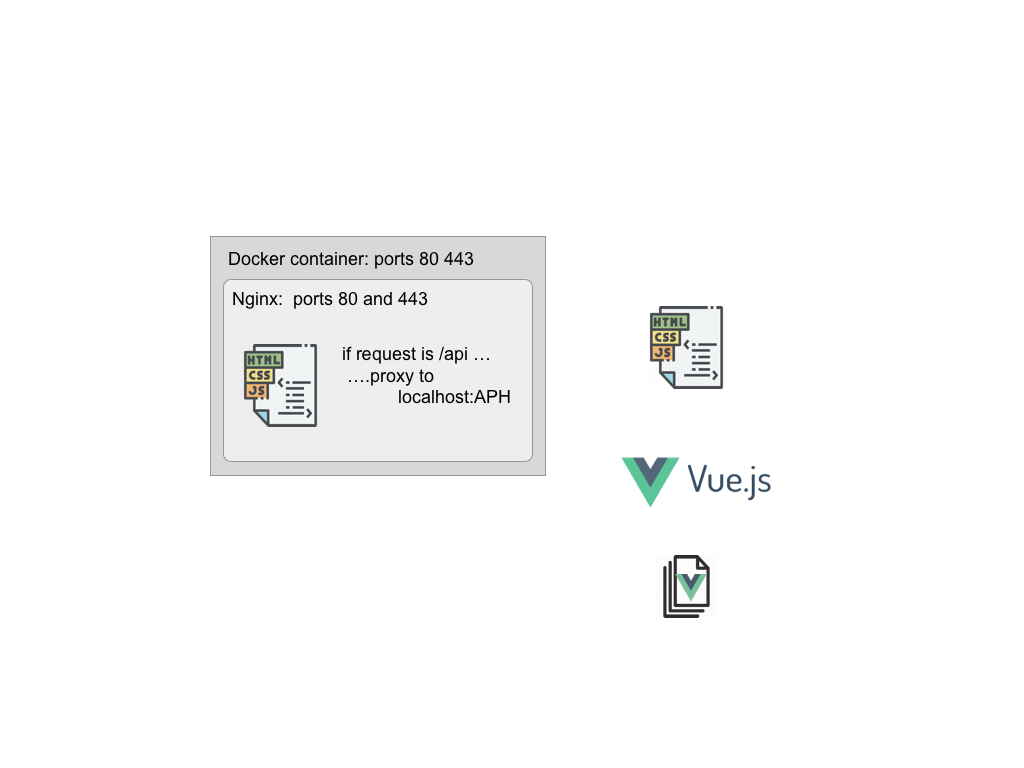 Docker container: ports 80 443
Nginx:  ports 80 and 443
HTML
CSS
JS
if request is /api …
….proxy to
localhost:APH
HTML
CSS
JS
Vue.js